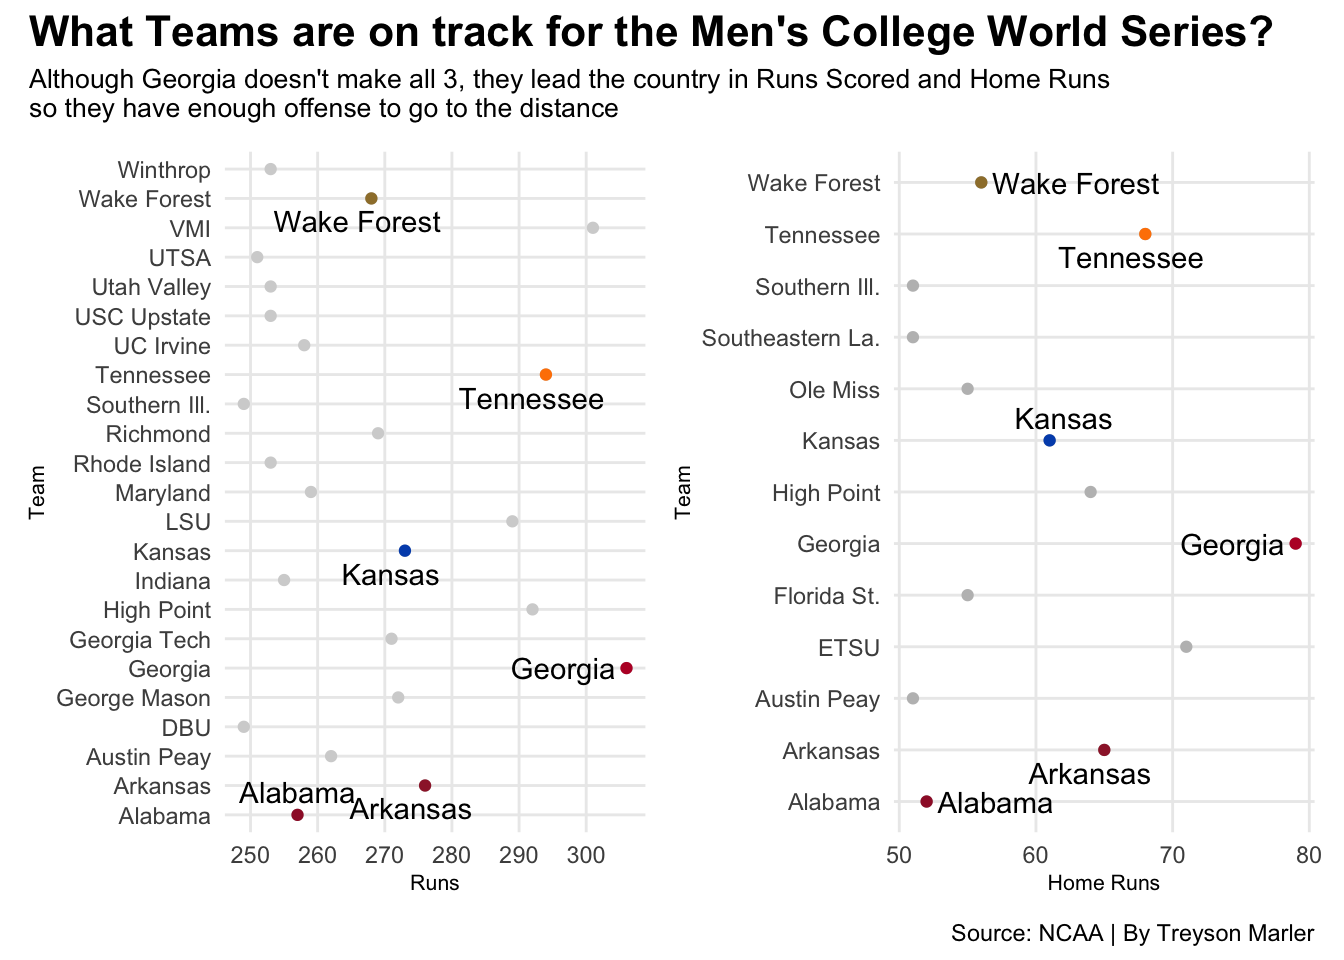 What Teams are on track for the Men's College World Series?
Although Georgia doesn't make all 3, they lead the country in Runs Scored and Home Runs
so they have enough offense to go to the distance
Team
Winthrop
Wake Forest
Wake Forest
VMI
UTSA
Utah Valley
USC Upstate
UC Irvine
Tennessee
Tennessee
Southern Ill.
Richmond
Rhode Island
Maryland
LSU
Kansas
Kansas
Indiana
High Point
Georgia Tech
Georgia
Georgia
George Mason
DBU
Austin Peay
Arkansas
Alabama
Arkansas
Alabama
250 260 270 280 290 300
Runs
Team
Wake Forest
Wake Forest
Tennessee
Tennessee
Southern Ill.
Southeastern La.
Ole Miss
Kansas
Kansas
High Point
Georgia
Georgia
Florida St.
ETSU
Austin Peay
Arkansas
Arkansas
Alabama
Alabama
50 60 70 80
Home Runs
Source: NCAA | By Treyson Marler